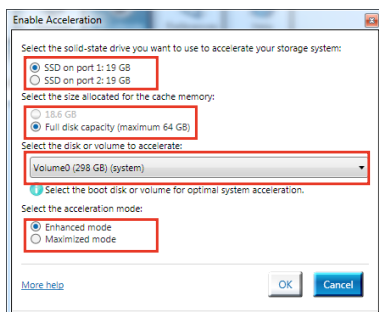 Enable Acceleration
Select the solid-state drive you want to use to accelerate your storage system:
SSD on port 1: 19 GB
SSD on port 2: 19 GB
Select the size allocated for the cache memory:
18.6 GB
Full disk capacity (maximum 64 GB)
Select the disk or volume to accelerate:
Volume0 (298 GB) (system)
Select the boot disk or volume for optimal system acceleration.
Select the acceleration mode:
Enhanced mode
Maximized mode
More help
OK
Cancel